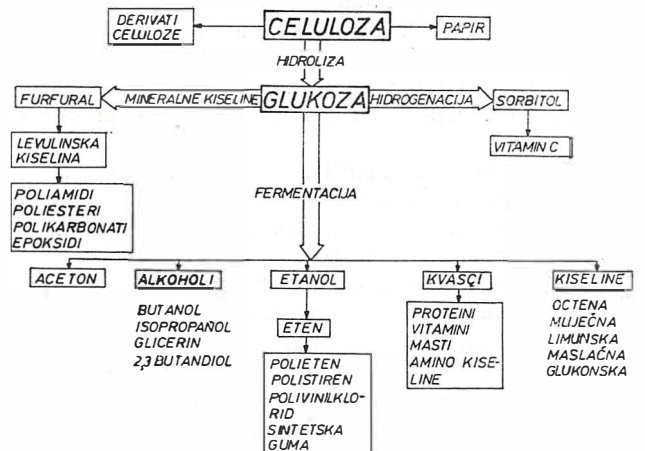 DERIVATI
CELULOZE
CELULOZA
PAPIR
HIDROLIZA
FURFURAL
MINERALNE KISELINE
GLUKOZA
HIDROGENACIJA
SORBITOL
LEVULINSKA
KISELINA
VITAMIN C
POLIAMIDI
POLIESTERI
POLIKARBONATI
EPOKSIDI
FERMENTACIJA
ACETON
ALKOHOLI
ETANOL
KVASCI
KISELINE
BUTANOL
ISOPROPANOL
GLICERIN
2,3 BUTANDIOL
ETEN
POLIETEN
POLISTIREN
POLIVINILKLO-
RID
SINTETSKA
GUMA
PROTEINI
VITAMINI
MASTI
AMINO KISE-
LINE
OCTENA
MLIJEČNA
LIMUNSKA
MASLAČNA
GLUKONSKA